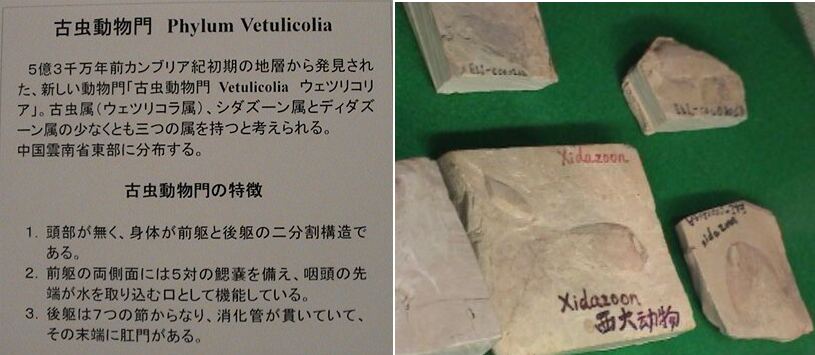 古虫動物門 Phylum Vetulicolia
5億3千万年前カンブリア紀初期の地層から発見され
た、新しい動物門「古虫動物門 Vetulicolia ウェツリコリ
ア」。古虫属(ウェツリコラ属)、シダズーン属とディダズ
ーン属の少なくとも三つの属を持つと考えられる。
中国雲南省東部に分布する。
古虫動物門の特徴
1. 頭部が無く、身体が前躯と後躯の二分割構造で
ある。
2. 前躯の両側面には5対の鰓嚢を備え、咽頭の先
端が水を取り込む口として機能している。
3. 後躯は7つの節からなり、消化管が貫いていて、
その末端に肛門がある。
Xidazoon
Xidazoon
西大动物
xidazoon